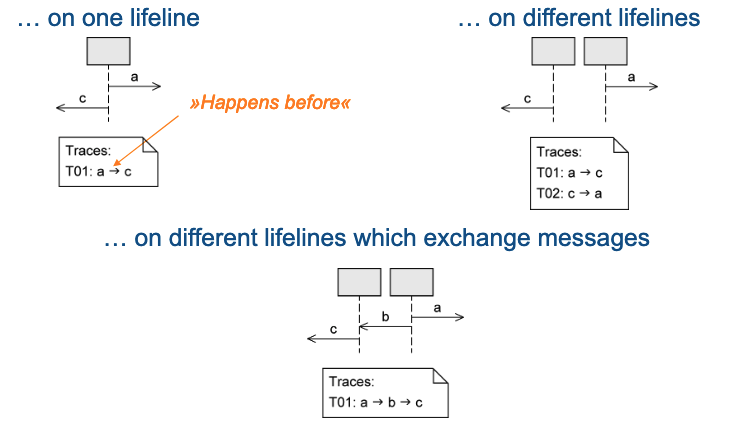 … on one lifeline
a
c
»Happens before«
Traces:
T01: a → c
… on different lifelines
a
c
Traces:
T01: a → c
T02: c → a
… on different lifelines which exchange messages
a
b
c
Traces:
T01: a → b → c